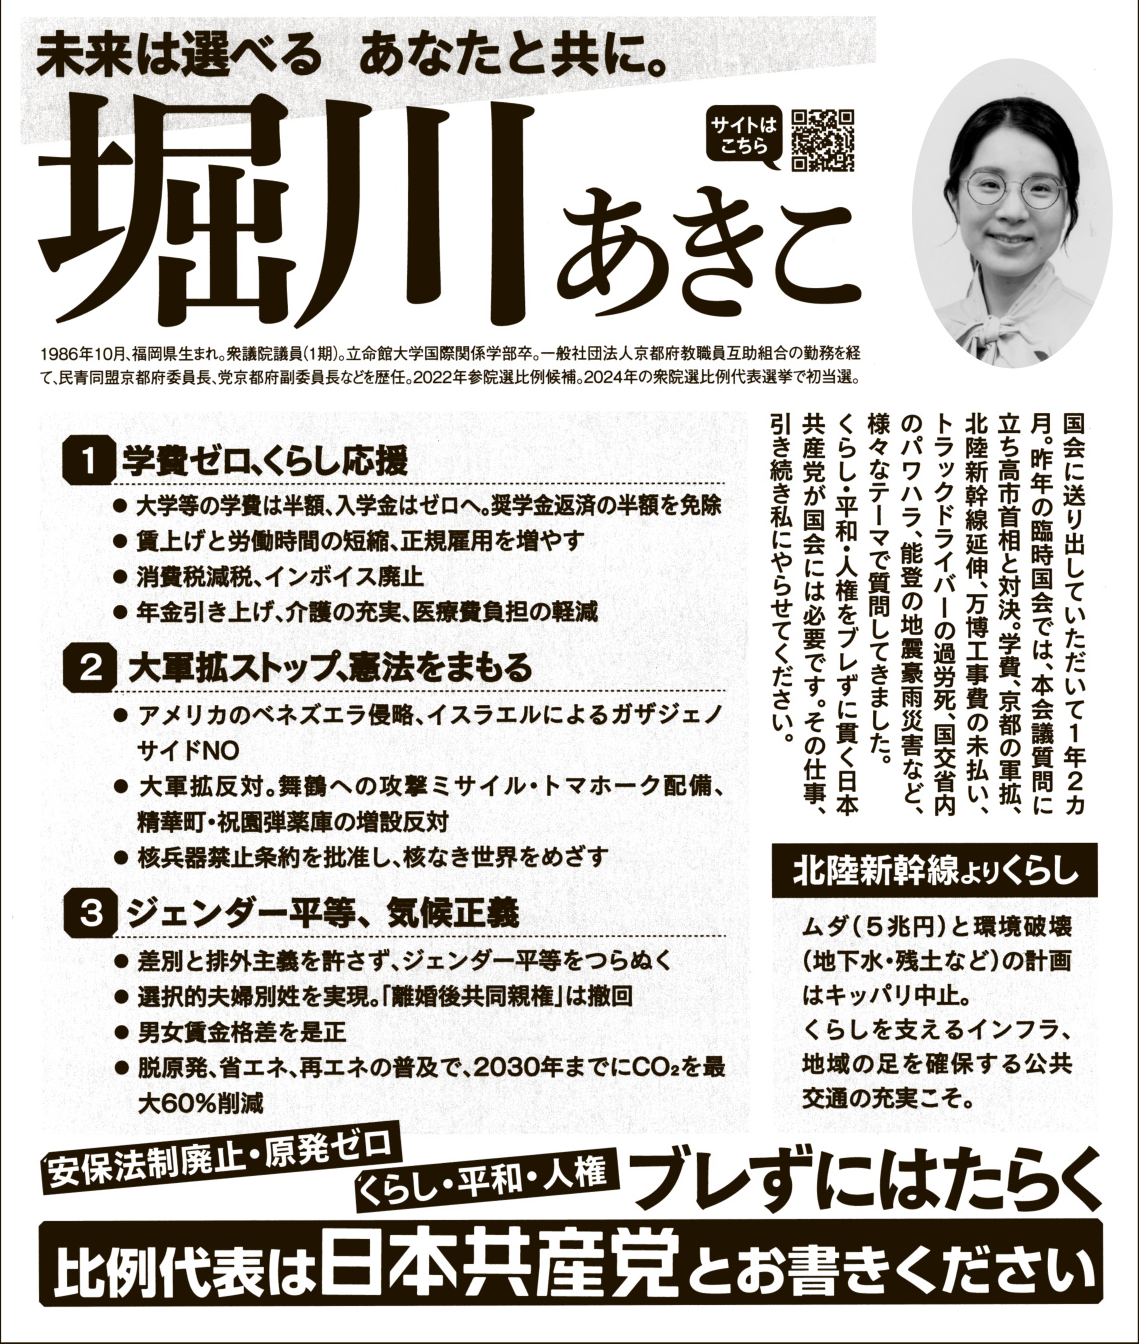 未来は選べる あなたと共に。
堀川あきこ
サイトは
こちら
1986年10月、福岡県生まれ。衆議院議員(1期)。立命館大学国際関係学部卒。一般社団法人京都府教職員互助組合の勤務を経
て、民青同盟京都府委員長、党京都府副委員長などを歴任。2022年参院選比例候補。2024年の衆院選比例代表選挙で初当選。
国会に送り出していただいて1年2カ
月。昨年の臨時国会では、本会議質問に
立ち高市首相と対決。学費、京都の軍拡、
北陸新幹線延伸、万博工事費の未払い、
トラックドライバーの過労死、国交省内
のパワハラ、能登の地震豪雨災害など、
様々なテーマで質問してきました。
くらし・平和・人権をブレずに貫く日本
共産党が国会には必要です。その仕事、
引き続き私にやらせてください。
1 学費ゼロ、くらし応援
● 大学等の学費は半額、入学金はゼロへ。奨学金返済の半額を免除
● 賃上げと労働時間の短縮、正規雇用を増やす
● 消費税減税、インボイス廃止
● 年金引き上げ、介護の充実、医療費負担の軽減
2 大軍拡ストップ、憲法をまもる
● アメリカのベネズエラ侵略、イスラエルによるガザジェノ
サイドNO
● 大軍拡反対。舞鶴への攻撃ミサイル・トマホーク配備、
精華町・祝園弾薬庫の増設反対
● 核兵器禁止条約を批准し、核なき世界をめざす
3 ジェンダー平等、気候正義
● 差別と排外主義を許さず、ジェンダー平等をつらぬく
● 選択的夫婦別姓を実現。「離婚後共同親権」は撤回
● 男女賃金格差を是正
● 脱原発、省エネ、再エネの普及で、2030年までにCO₂を最
大60%削減
北陸新幹線よりくらし
ムダ(5兆円)と環境破壊
(地下水・残土など)の計画
はキッパリ中止。
くらしを支えるインフラ、
地域の足を確保する公共
交通の充実こそ。
安保法制廃止・原発ゼロ
くらし・平和・人権
ブレずにはたらく
比例代表は日本共産党とお書きください